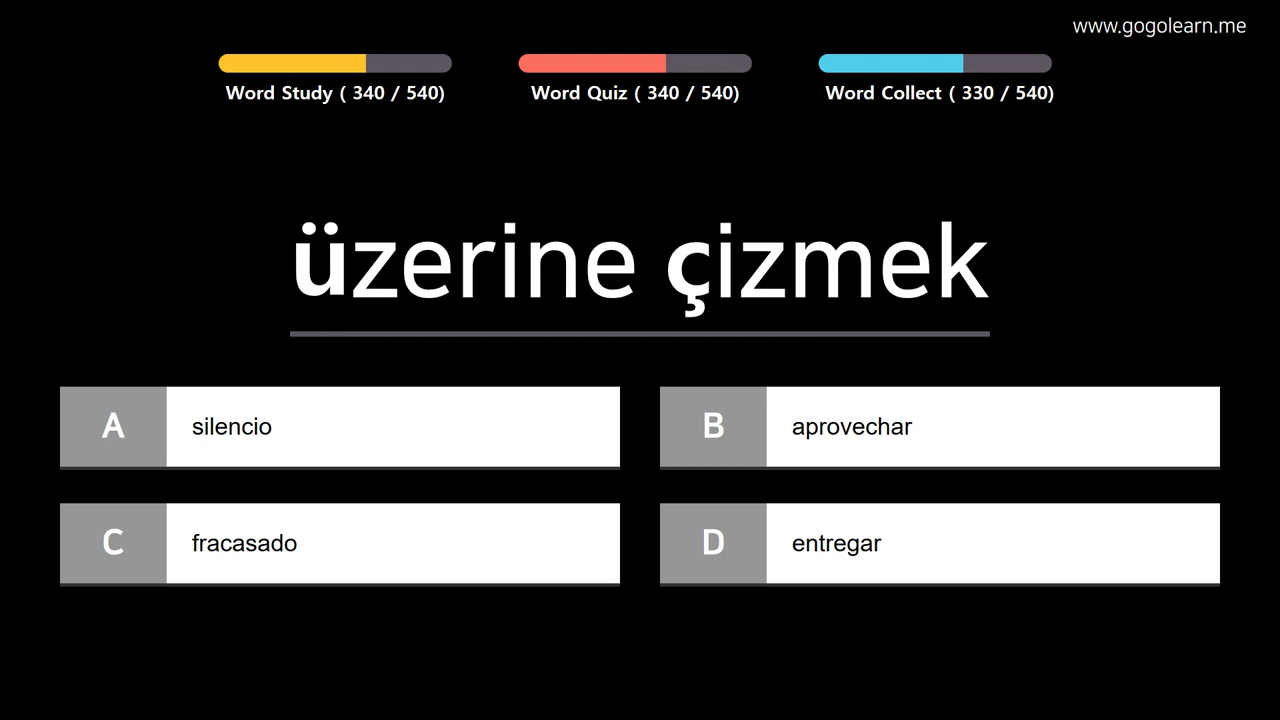 www.gogolearn.me
Word Study ( 340 / 540)
Word Quiz ( 340 / 540)
Word Collect ( 330 / 540)
üzerine çizmek
A silencio
B aprovechar
C fracasado
D entregar